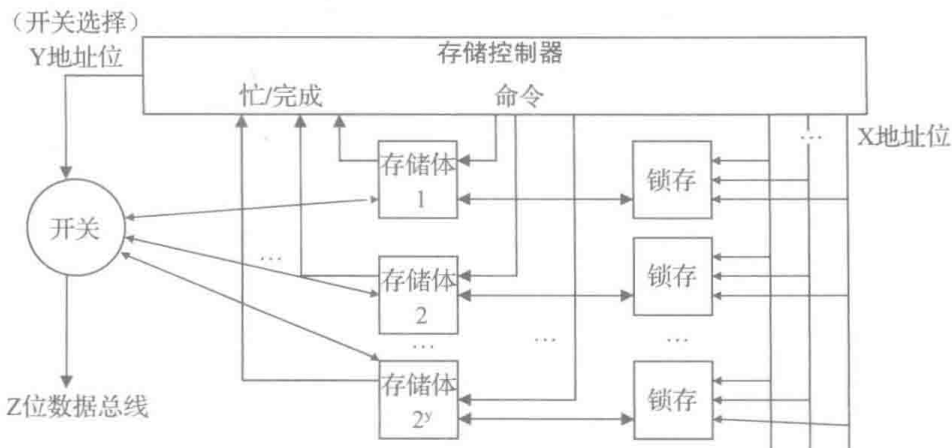 （开关选择）
Y地址位
存储控制器
忙/完成
命令
…
X地址位
存储体
1
锁存
开关
…
存储体
2
锁存
…
…
…
存储体
2ʸ
锁存
Z位数据总线